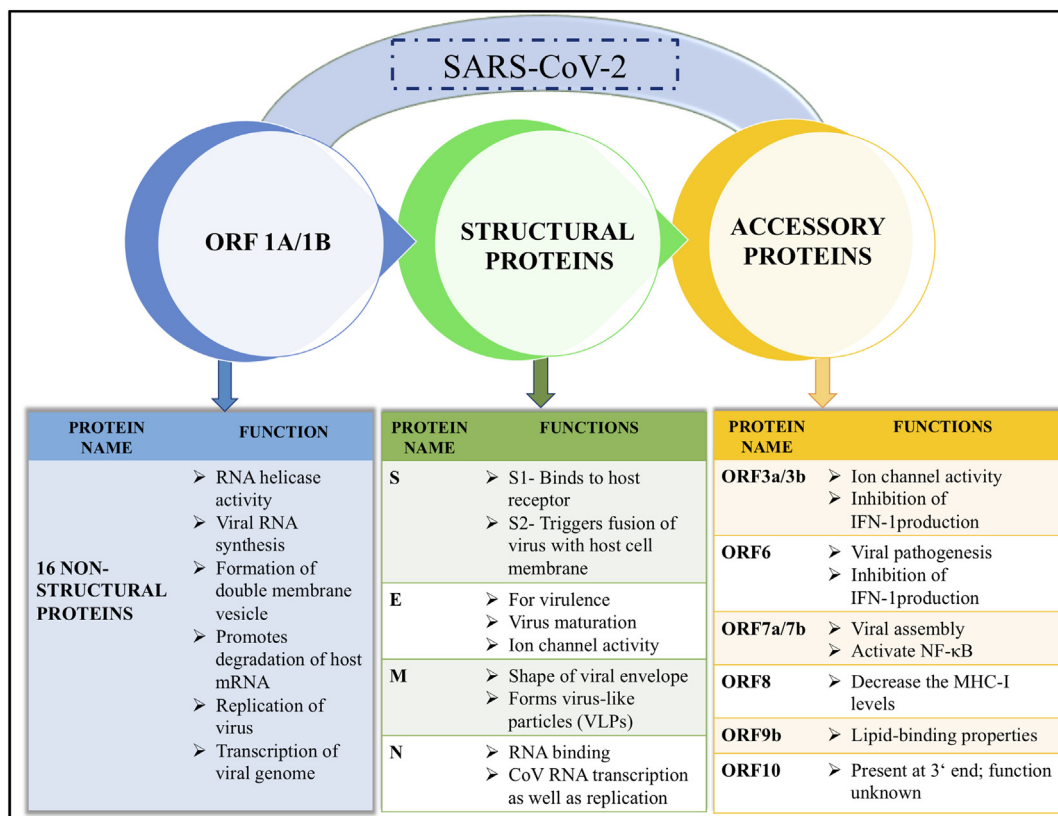 SARS-CoV-2
ORF 1A/1B
STRUCTURAL
PROTEINS
ACCESSORY
PROTEINS
PROTEIN
NAME
FUNCTION
16 NON-
STRUCTURAL
PROTEINS
➢ RNA helicase
activity
➢ Viral RNA
synthesis
➢ Formation of
double membrane
vesicle
➢ Promotes
degradation of host
mRNA
➢ Replication of
virus
➢ Transcription of
viral genome
PROTEIN
NAME
FUNCTIONS
S
➢ S1- Binds to host
receptor
➢ S2- Triggers fusion of
virus with host cell
membrane
E
➢ For virulence
➢ Virus maturation
➢ Ion channel activity
M
➢ Shape of viral envelope
➢ Forms virus-like
particles (VLPs)
N
➢ RNA binding
➢ CoV RNA transcription
as well as replication
PROTEIN
NAME
FUNCTIONS
ORF3a/3b
➢ Ion channel activity
➢ Inhibition of
IFN-1production
ORF6
➢ Viral pathogenesis
➢ Inhibition of
IFN-1production
ORF7a/7b
➢ Viral assembly
➢ Activate NF-κB
ORF8
➢ Decrease the MHC-I
levels
ORF9b
➢ Lipid-binding properties
ORF10
➢ Present at 3‘ end; function
unknown